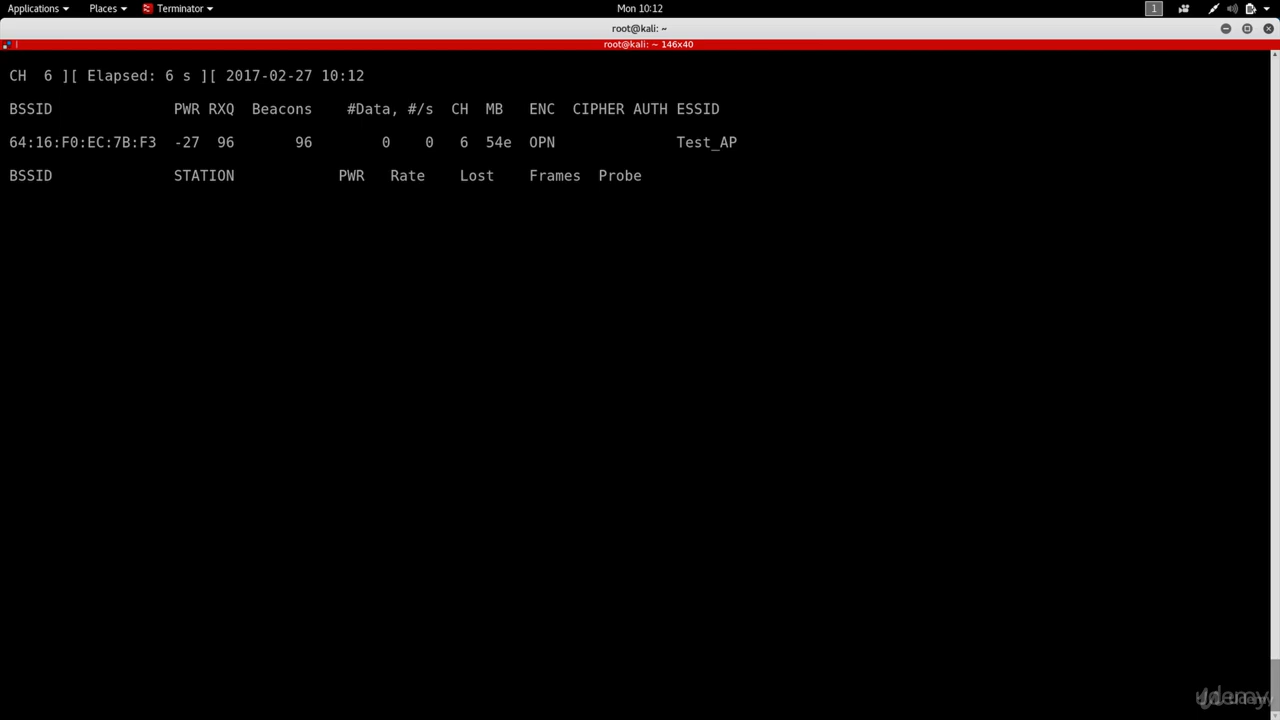 Applications Places Terminator Mon 10:12 1
root@kali: ~
root@kali: ~ 146x40
CH 6 ][ Elapsed: 6 s ][ 2017-02-27 10:12
BSSID PWR RXQ Beacons #Data, #/s CH MB ENC CIPHER AUTH ESSID
64:16:F0:EC:7B:F3 -27 96 96 0 0 6 54e OPN Test_AP
BSSID STATION PWR Rate Lost Frames Probe
udemy